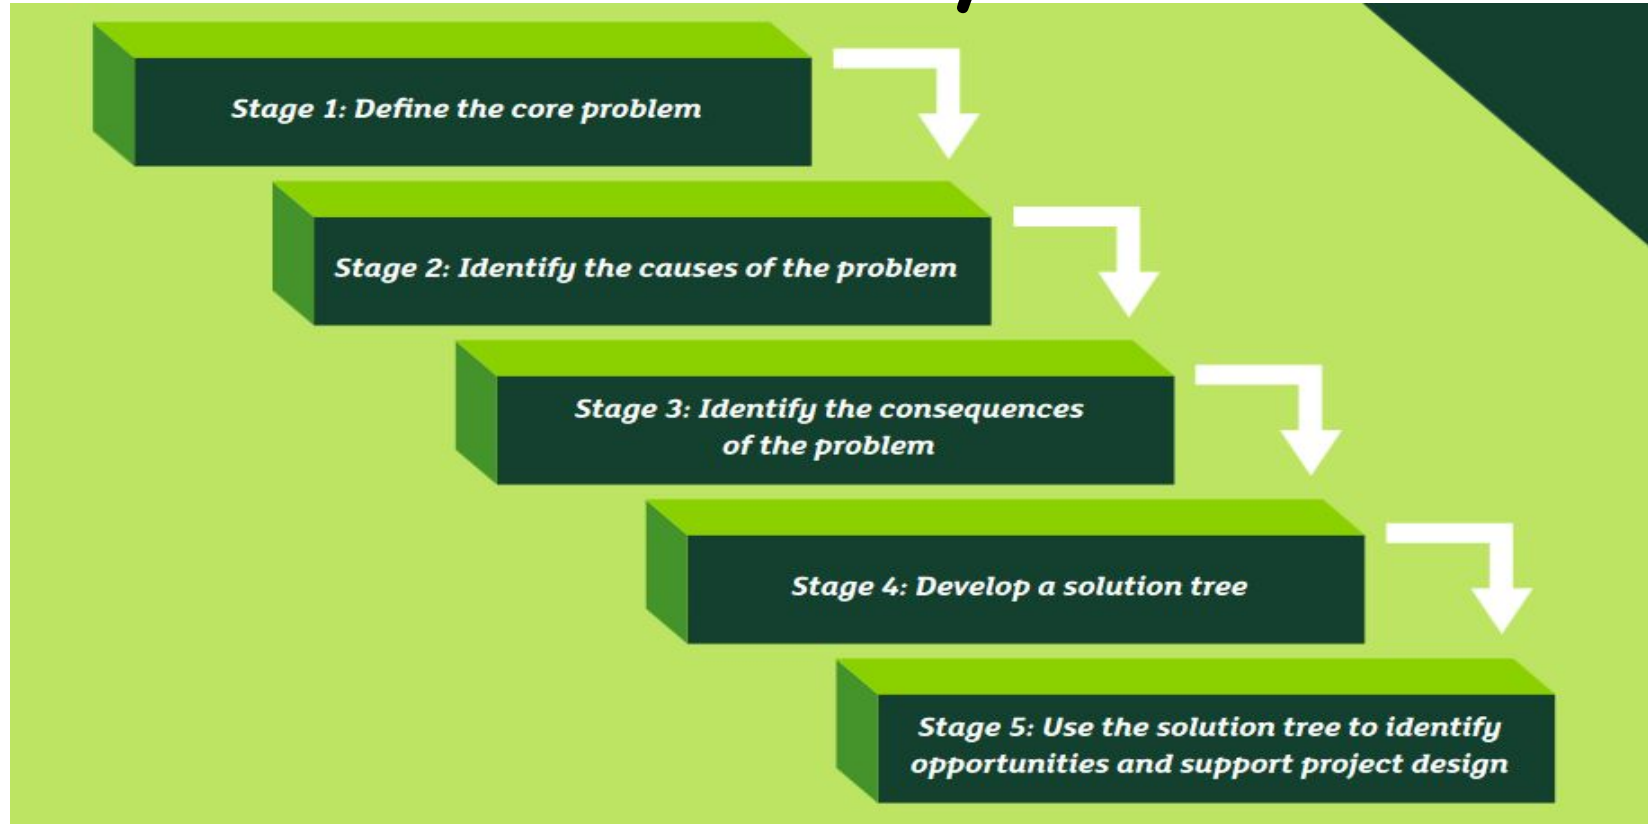 Stage 1: Define the core problem
Stage 2: Identify the causes of the problem
Stage 3: Identify the consequences
of the problem
Stage 4: Develop a solution tree
Stage 5: Use the solution tree to identify
opportunities and support project design